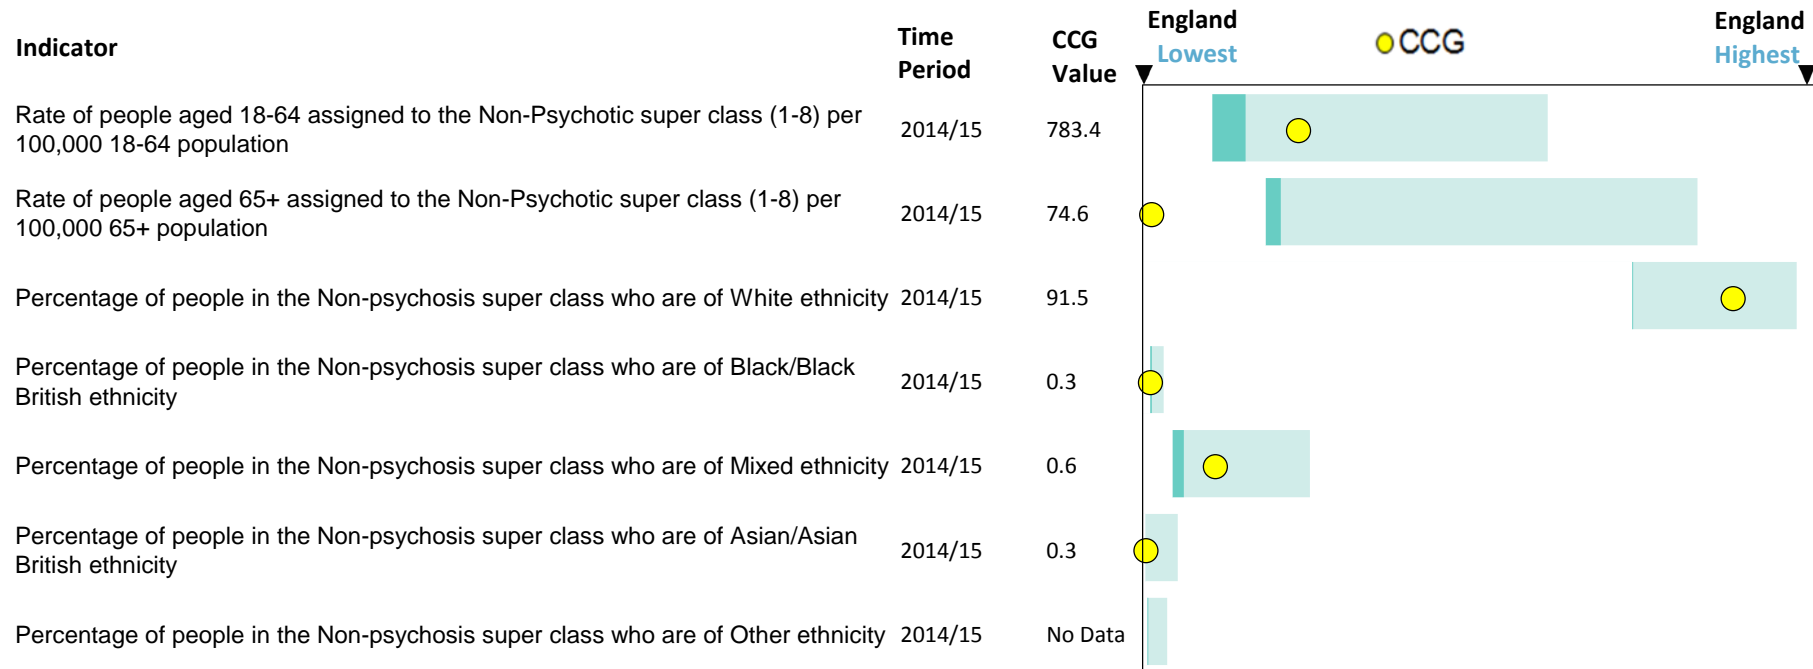 Indicator
Time
Period
CCG
Value
England
Lowest
CCG
England
Highest
Rate of people aged 18-64 assigned to the Non-Psychotic super class (1-8) per
100,000 18-64 population
2014/15
783.4
Rate of people aged 65+ assigned to the Non-Psychotic super class (1-8) per
100,000 65+ population
2014/15
74.6
Percentage of people in the Non-psychosis super class who are of White ethnicity
2014/15
91.5
Percentage of people in the Non-psychosis super class who are of Black/Black
British ethnicity
2014/15
0.3
Percentage of people in the Non-psychosis super class who are of Mixed ethnicity
2014/15
0.6
Percentage of people in the Non-psychosis super class who are of Asian/Asian
British ethnicity
2014/15
0.3
Percentage of people in the Non-psychosis super class who are of Other ethnicity
2014/15
No Data